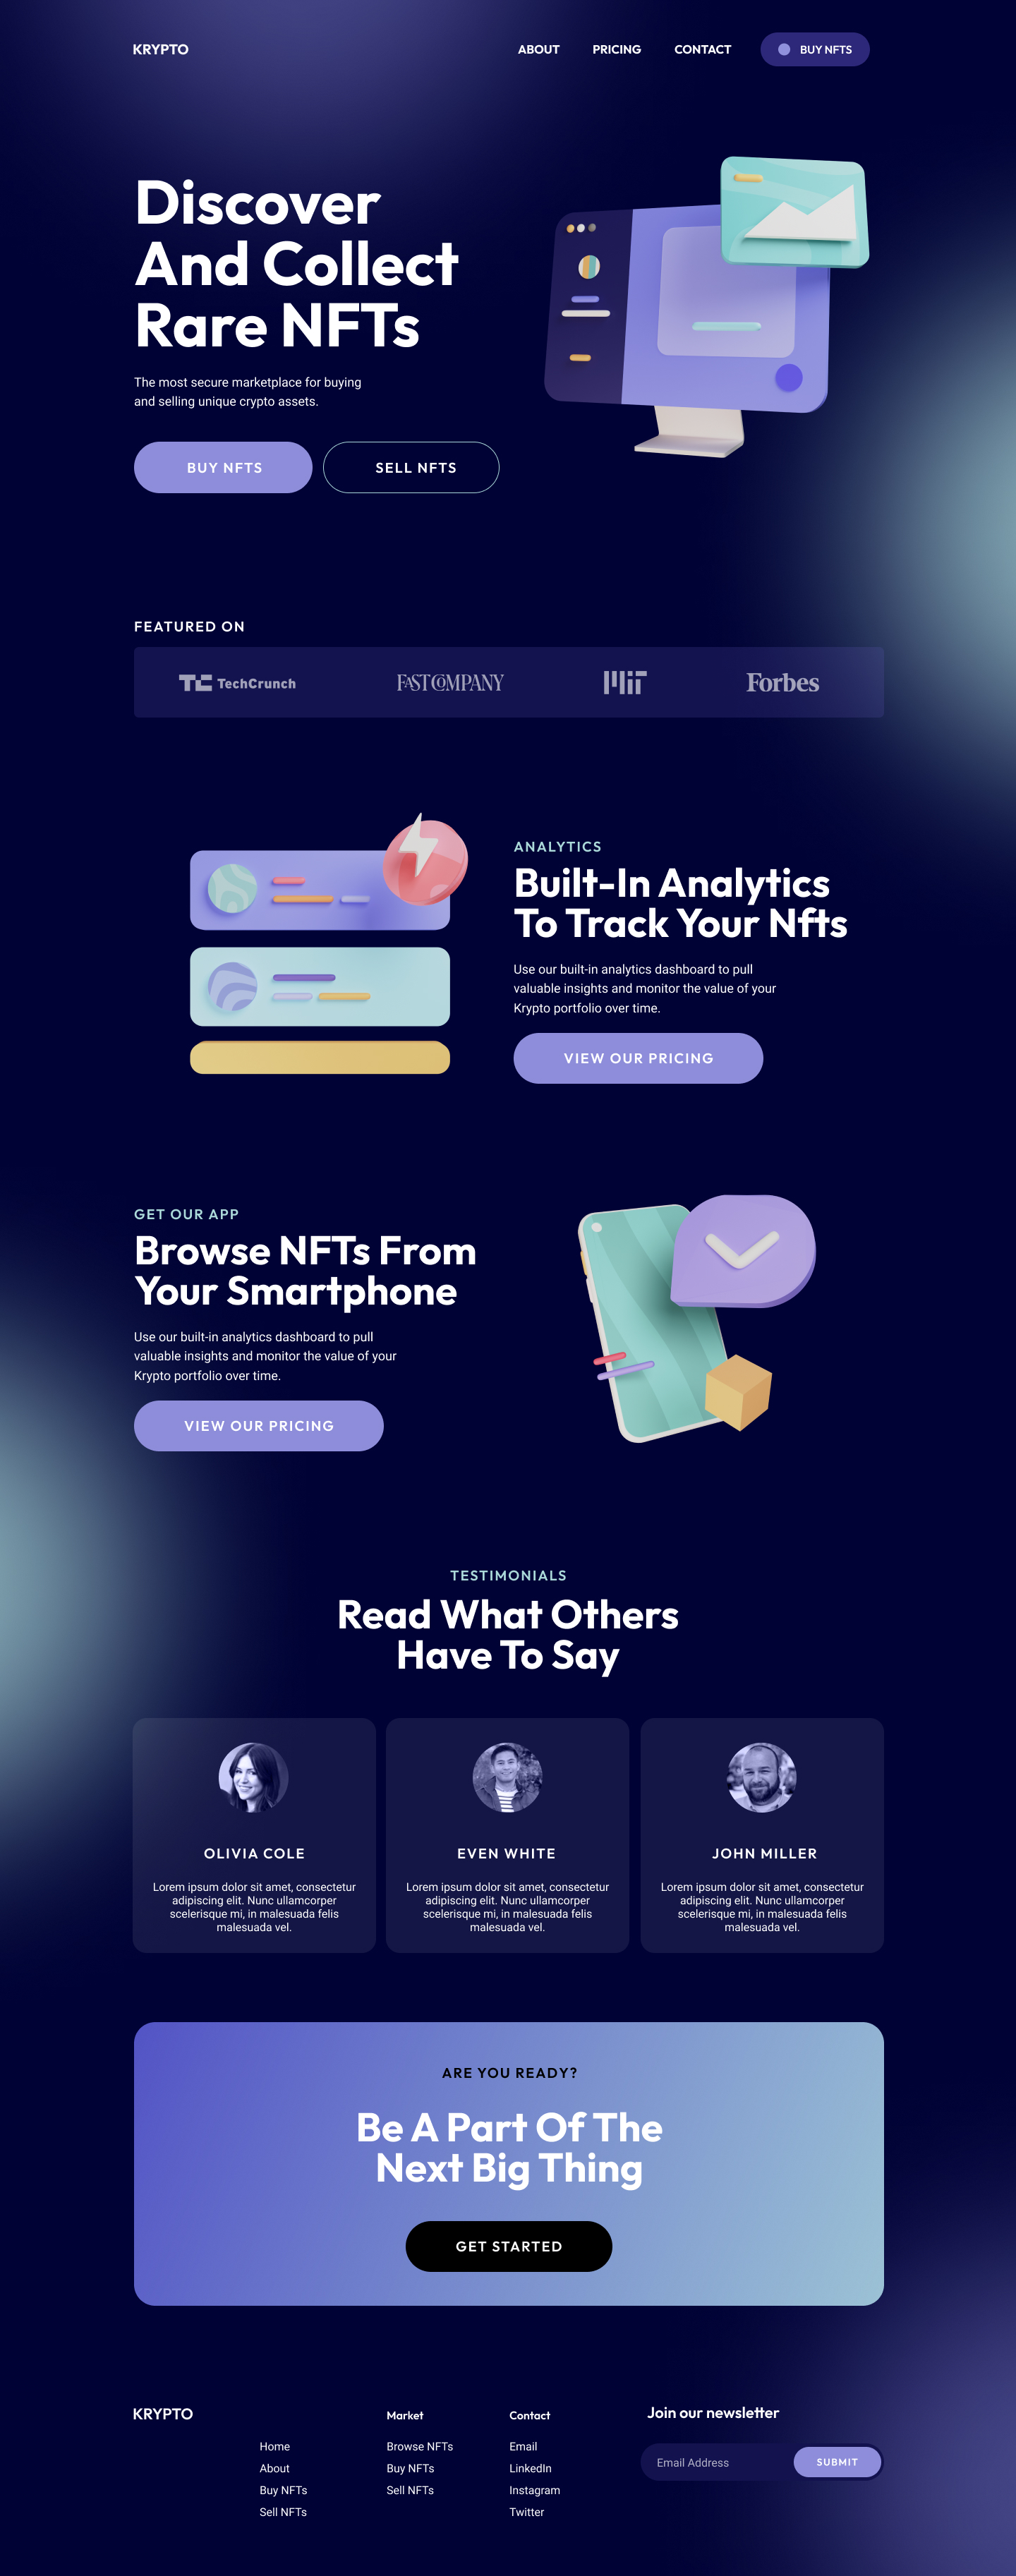 KRYPTO
ABOUT
PRICING
CONTACT
BUY NFTS
Discover
And Collect
Rare NFTs
The most secure marketplace for buying
and selling unique crypto assets.
BUY NFTS
SELL NFTS
FEATURED ON
TC TechCrunch
FAST COMPANY
MIT
Forbes
ANALYTICS
Built-In Analytics
To Track Your Nfts
Use our built-in analytics dashboard to pull
valuable insights and monitor the value of your
Krypto portfolio over time.
VIEW OUR PRICING
GET OUR APP
Browse NFTs From
Your Smartphone
Use our built-in analytics dashboard to pull
valuable insights and monitor the value of your
Krypto portfolio over time.
VIEW OUR PRICING
TESTIMONIALS
Read What Others
Have To Say
OLIVIA COLE
Lorem ipsum dolor sit amet, consectetur
adipiscing elit. Nunc ullamcorper
scelerisque mi, in malesuada felis
malesuada vel.
EVEN WHITE
Lorem ipsum dolor sit amet, consectetur
adipiscing elit. Nunc ullamcorper
scelerisque mi, in malesuada felis
malesuada vel.
JOHN MILLER
Lorem ipsum dolor sit amet, consectetur
adipiscing elit. Nunc ullamcorper
scelerisque mi, in malesuada felis
malesuada vel.
ARE YOU READY?
Be A Part Of The
Next Big Thing
GET STARTED
KRYPTO
Home
About
Buy NFTs
Sell NFTs
Market
Browse NFTs
Buy NFTs
Sell NFTs
Contact
Email
LinkedIn
Instagram
Twitter
Join our newsletter
Email Address
SUBMIT